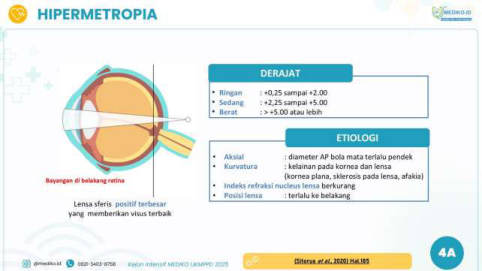 HIPERMETROPIA
MEDIKO.ID
DERAJAT
• Ringan : +0,25 sampai +2.00
• Sedang : +2,25 sampai +5.00
• Berat : > +5.00 atau lebih
ETIOLOGI
• Aksial : diameter AP bola mata terlalu pendek
• Kurvatura : kelainan pada kornea dan lensa
(kornea plana, sklerosis pada lensa, afakia)
• Indeks refraksi nucleus lensa berkurang
• Posisi lensa : terlalu ke belakang
Bayangan di belakang retina
Lensa sferis positif terbesar
yang memberikan visus terbaik
@mediko.id 0821-5403-8758 Kelas Intensif MEDIKO UKMPPD 2025
(Sitorus et al., 2020) Hal.185
4A